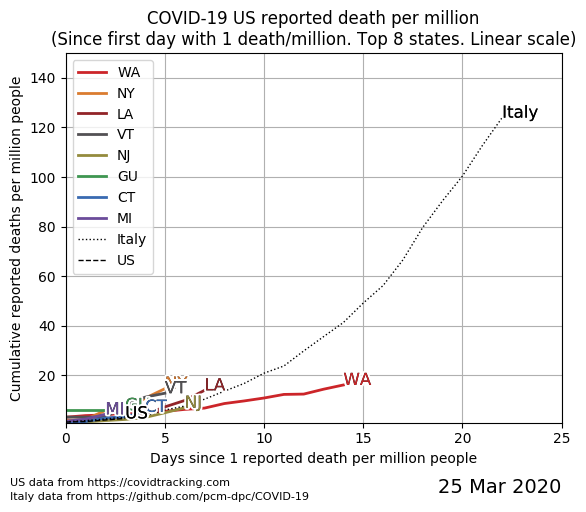 COVID-19 US reported death per million
(Since first day with 1 death/million. Top 8 states. Linear scale)
Cumulative reported deaths per million people
140
120
100
80
60
40
20
WA
NY
LA
VT
NJ
GU
CT
MI
Italy
US
Italy
WA
LA
NY
VT
NJ
GU
CT
MI
US
0
5
10
15
20
25
Days since 1 reported death per million people
US data from https://covidtracking.com
Italy data from https://github.com/pcm-dpc/COVID-19
25 Mar 2020